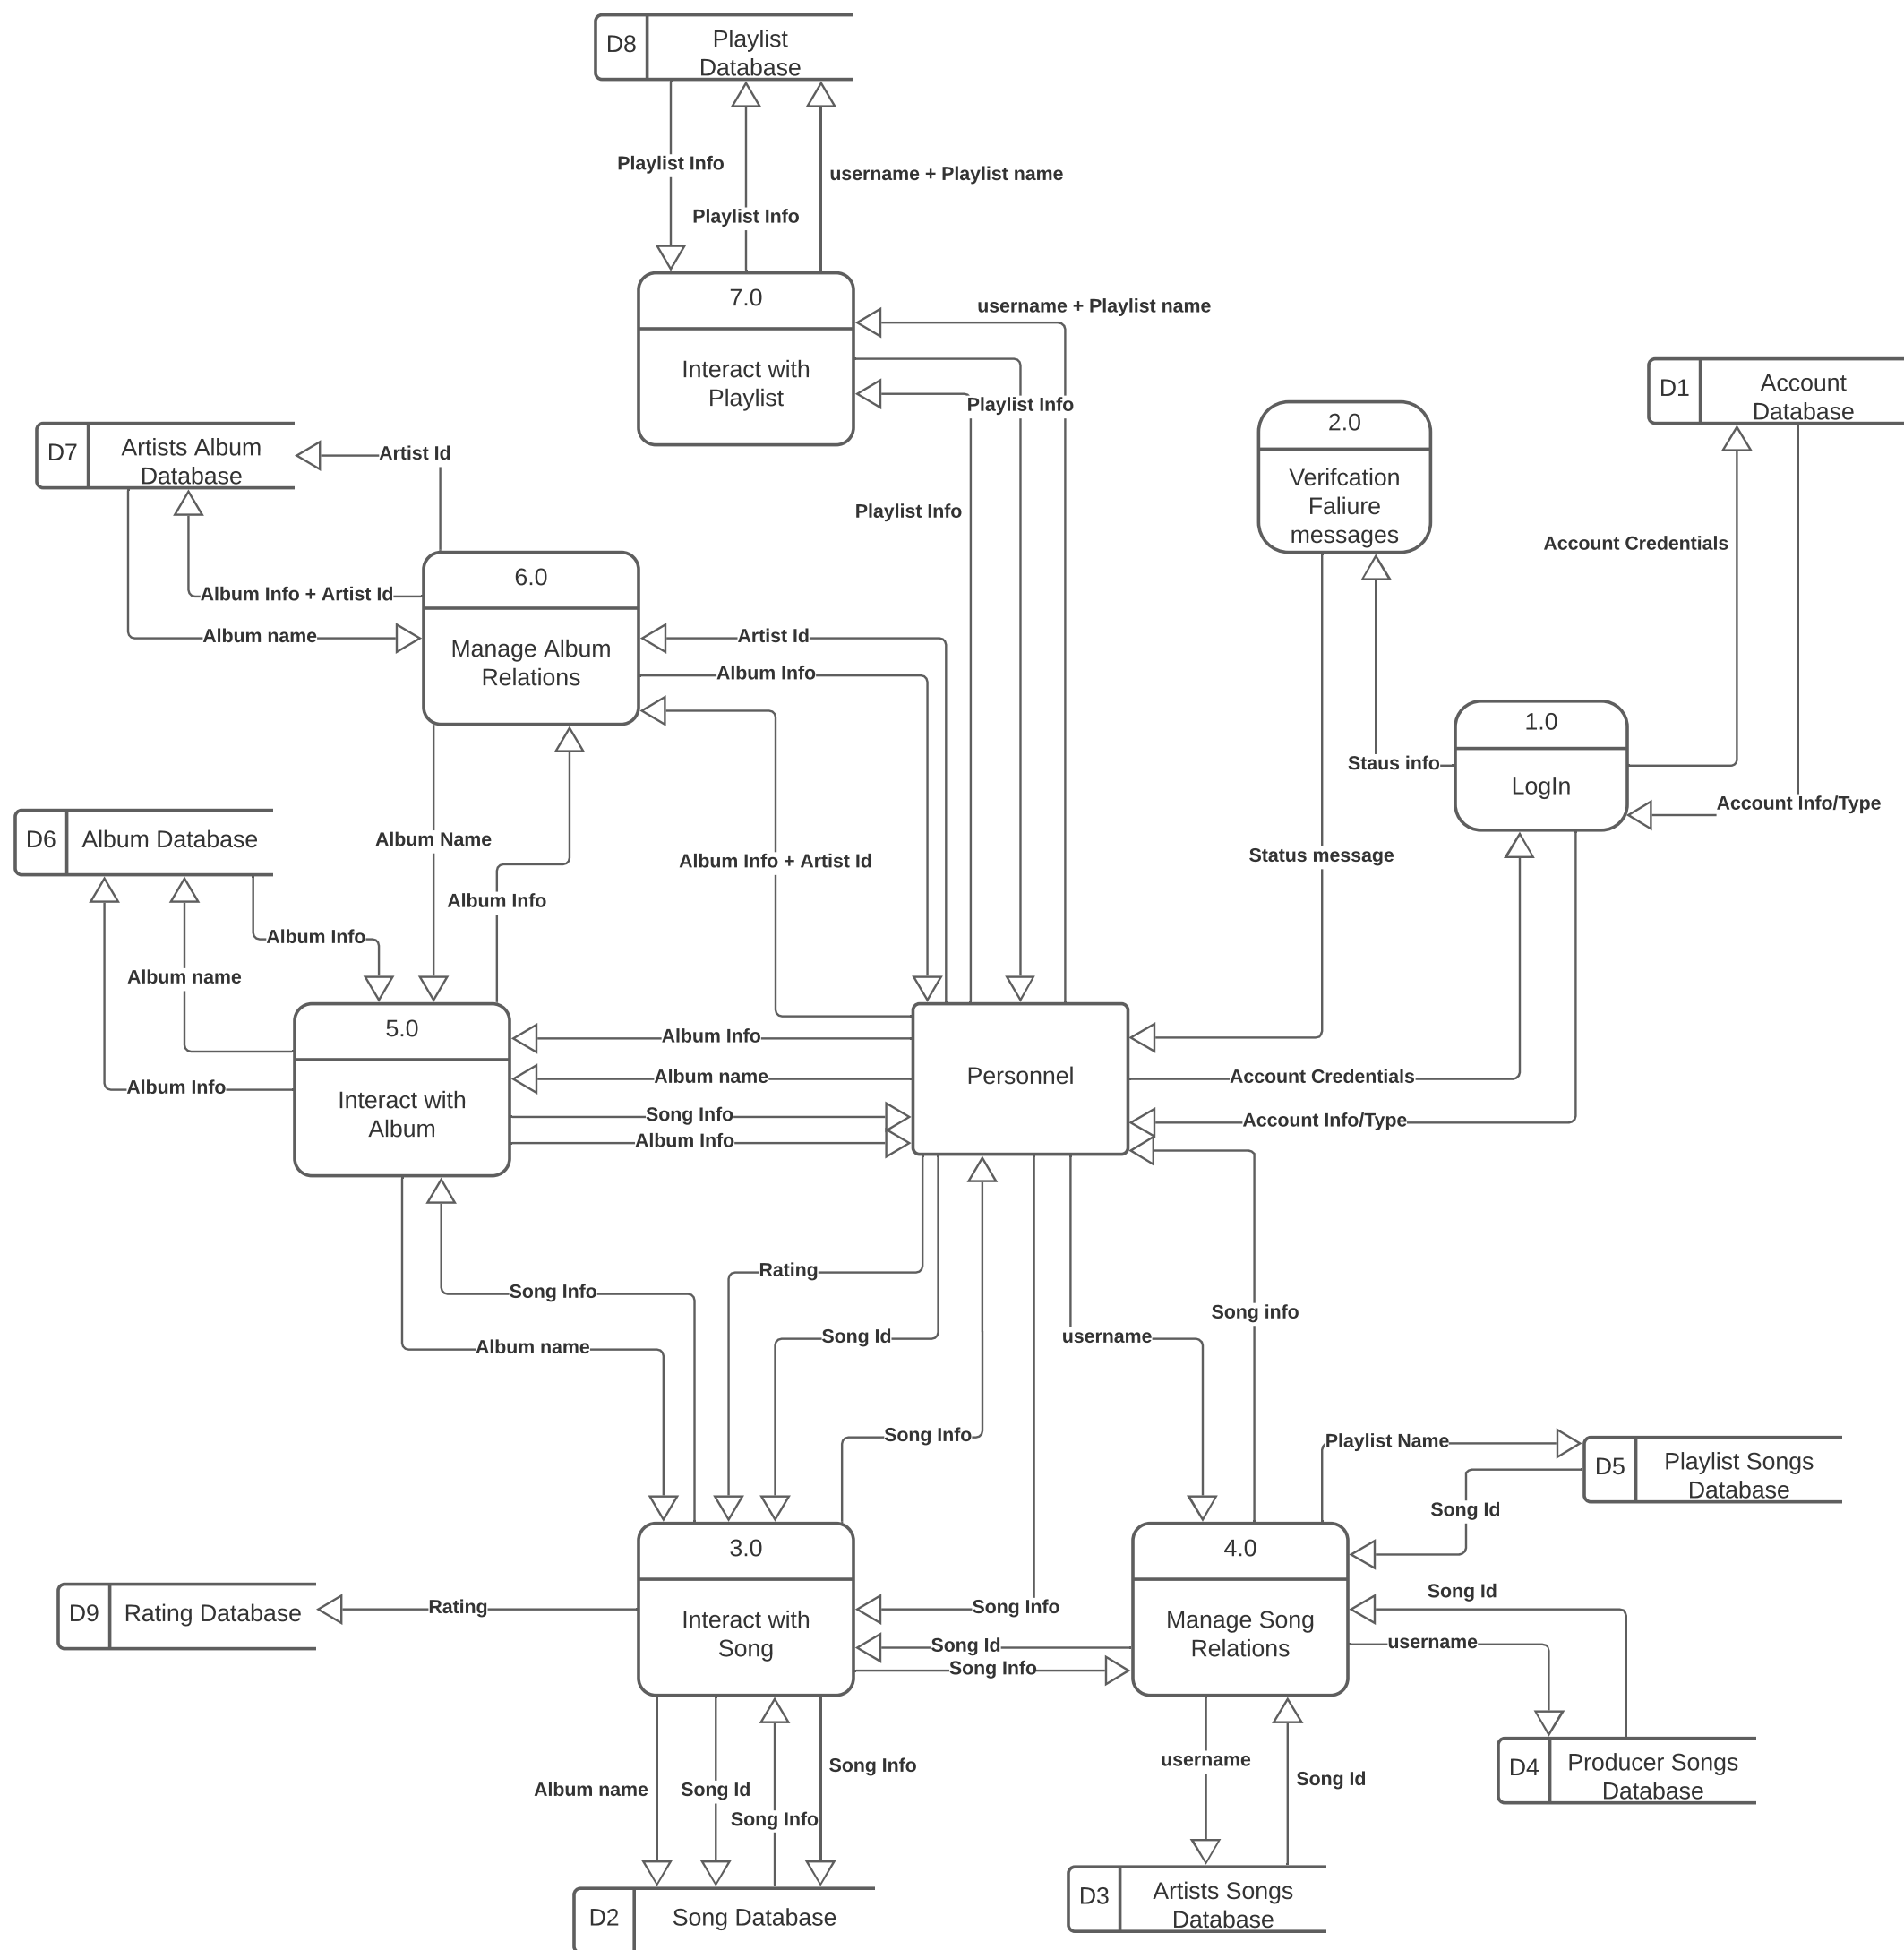 D8
Playlist
Database
Playlist Info
username + Playlist name
Playlist Info
7.0
Interact with
Playlist
username + Playlist name
Playlist Info
Playlist Info
D1
Account
Database
2.0
Verifcation
Faliure
messages
D7
Artists Album
Database
Artist Id
Account Credentials
6.0
Manage Album
Relations
Album Info + Artist Id
Album name
Artist Id
Album Info
1.0
LogIn
Staus info
Account Info/Type
D6
Album Database
Album Name
Album Info + Artist Id
Status message
Album Info
Album Info
Album name
5.0
Interact with
Album
Album Info
Album Info
Album name
Song Info
Album Info
Personnel
Account Credentials
Account Info/Type
Rating
Song Info
Song info
Song Id
username
Album name
Song Info
Playlist Name
D5
Playlist Songs
Database
Song Id
3.0
Interact with
Song
4.0
Manage Song
Relations
D9
Rating Database
Rating
Song Info
Song Id
Song Info
Song Id
username
D4
Producer Songs
Database
Album name
Song Id
Song Info
Song Info
username
Song Id
D2
Song Database
D3
Artists Songs
Database